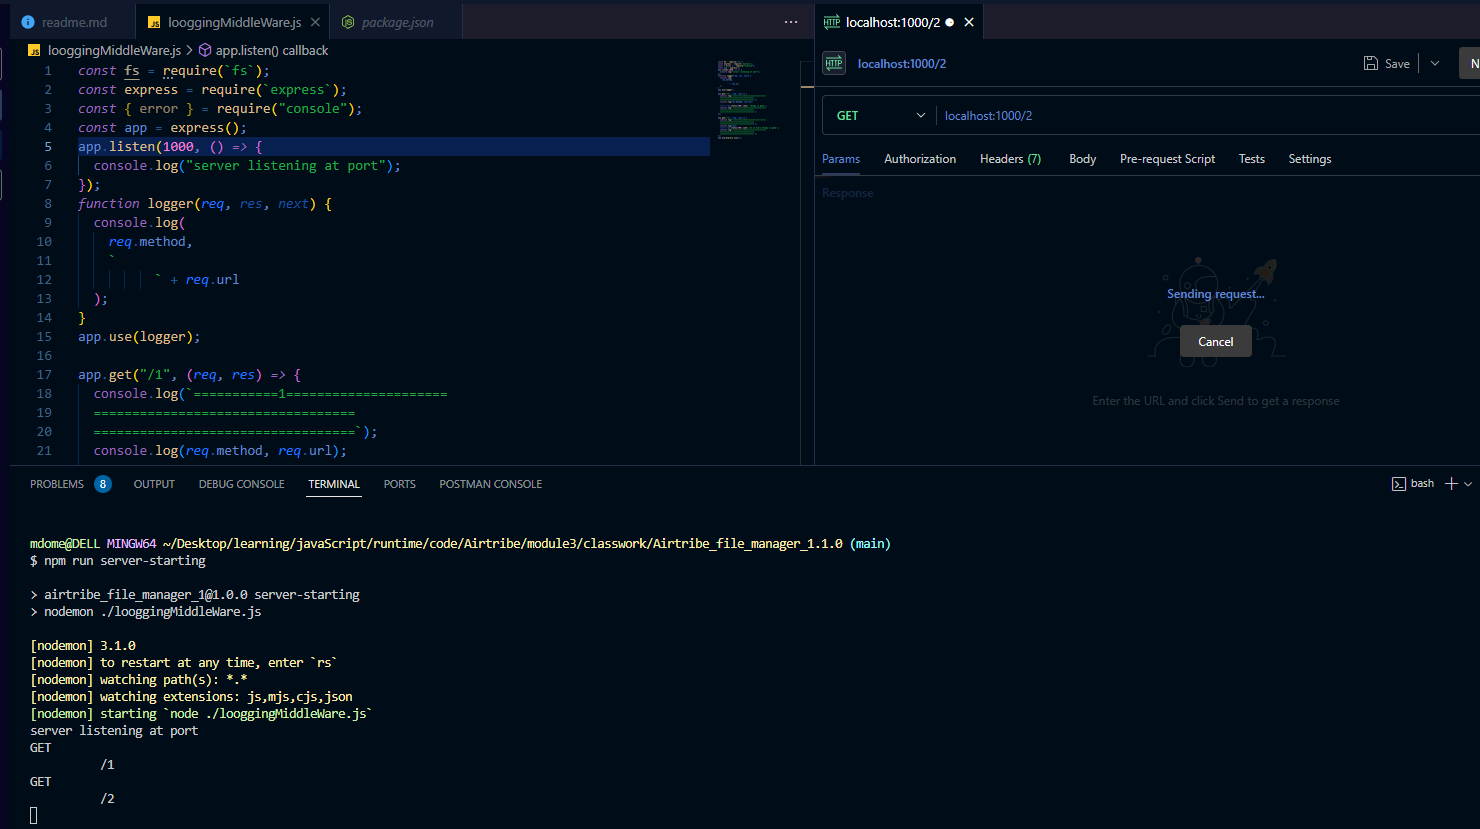 readme.md
looggingMiddleWare.js
package.json
looggingMiddleWare.js > app.listen() callback
1 const fs = require(`fs`);
2 const express = require(`express`);
3 const { error } = require("console");
4 const app = express();
5 app.listen(1000, () => {
6 console.log("server listening at port");
7 });
8 function logger(req, res, next) {
9 console.log(
10 req.method,
11 `
12 ` + req.url
13 );
14 }
15 app.use(logger);
16
17 app.get("/1", (req, res) => {
18 console.log(`===========1=====================
19 ==================================
20 ==================================`);
21 console.log(req.method, req.url);
HTTP localhost:1000/2
HTTP localhost:1000/2
Save
GET localhost:1000/2
Params Authorization Headers (7) Body Pre-request Script Tests Settings
Response
Sending request...
Cancel
Enter the URL and click Send to get a response
PROBLEMS 8 OUTPUT DEBUG CONSOLE TERMINAL PORTS POSTMAN CONSOLE
bash
mdome@DELL MINGW64 ~/Desktop/learning/javaScript/runtime/code/Airtribe/module3/classwork/Airtribe_file_manager_1.1.0 (main)
$ npm run server-starting
> airtribe_file_manager_1@1.0.0 server-starting
> nodemon ./looggingMiddleWare.js
[nodemon] 3.1.0
[nodemon] to restart at any time, enter `rs`
[nodemon] watching path(s): *.*
[nodemon] watching extensions: js,mjs,cjs,json
[nodemon] starting `node ./looggingMiddleWare.js`
server listening at port
GET
/1
GET
/2